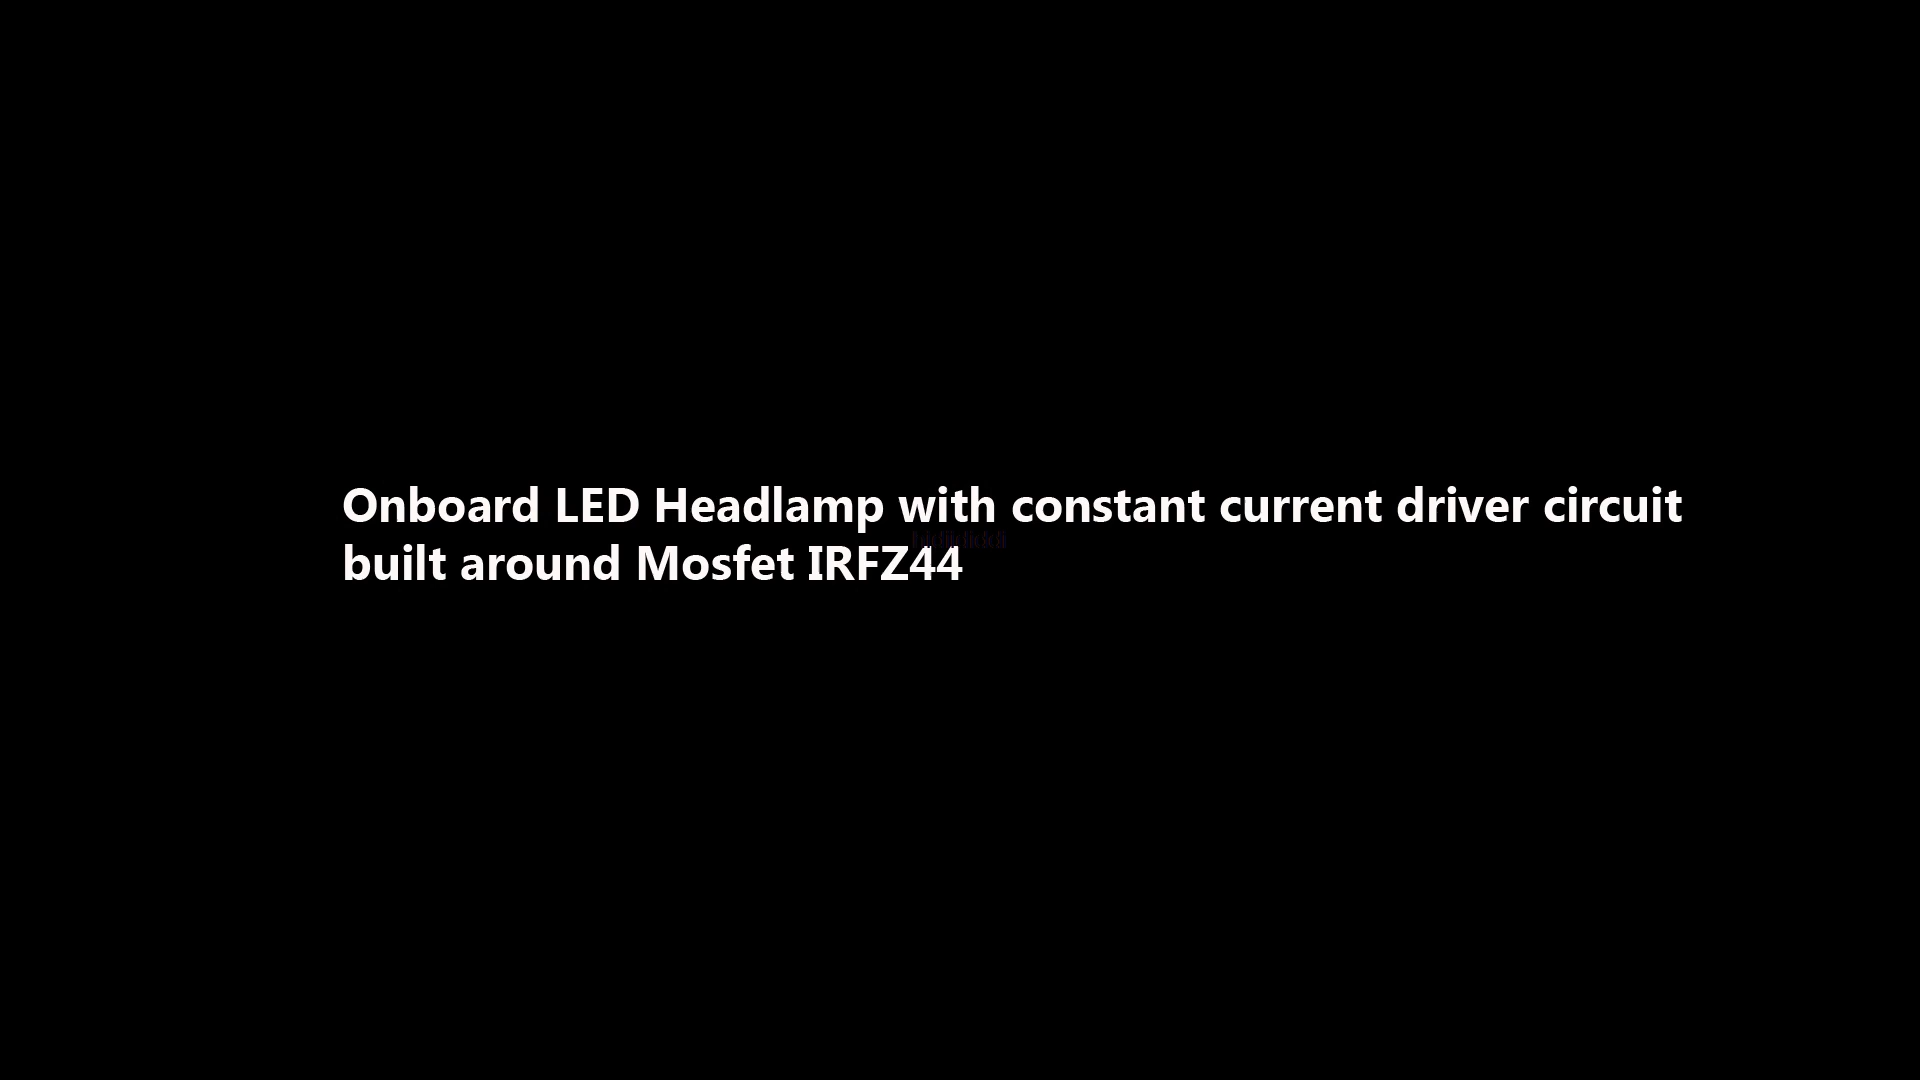 Onboard LED Headlamp with constant current driver circuit
built around Mosfet IRFZ44